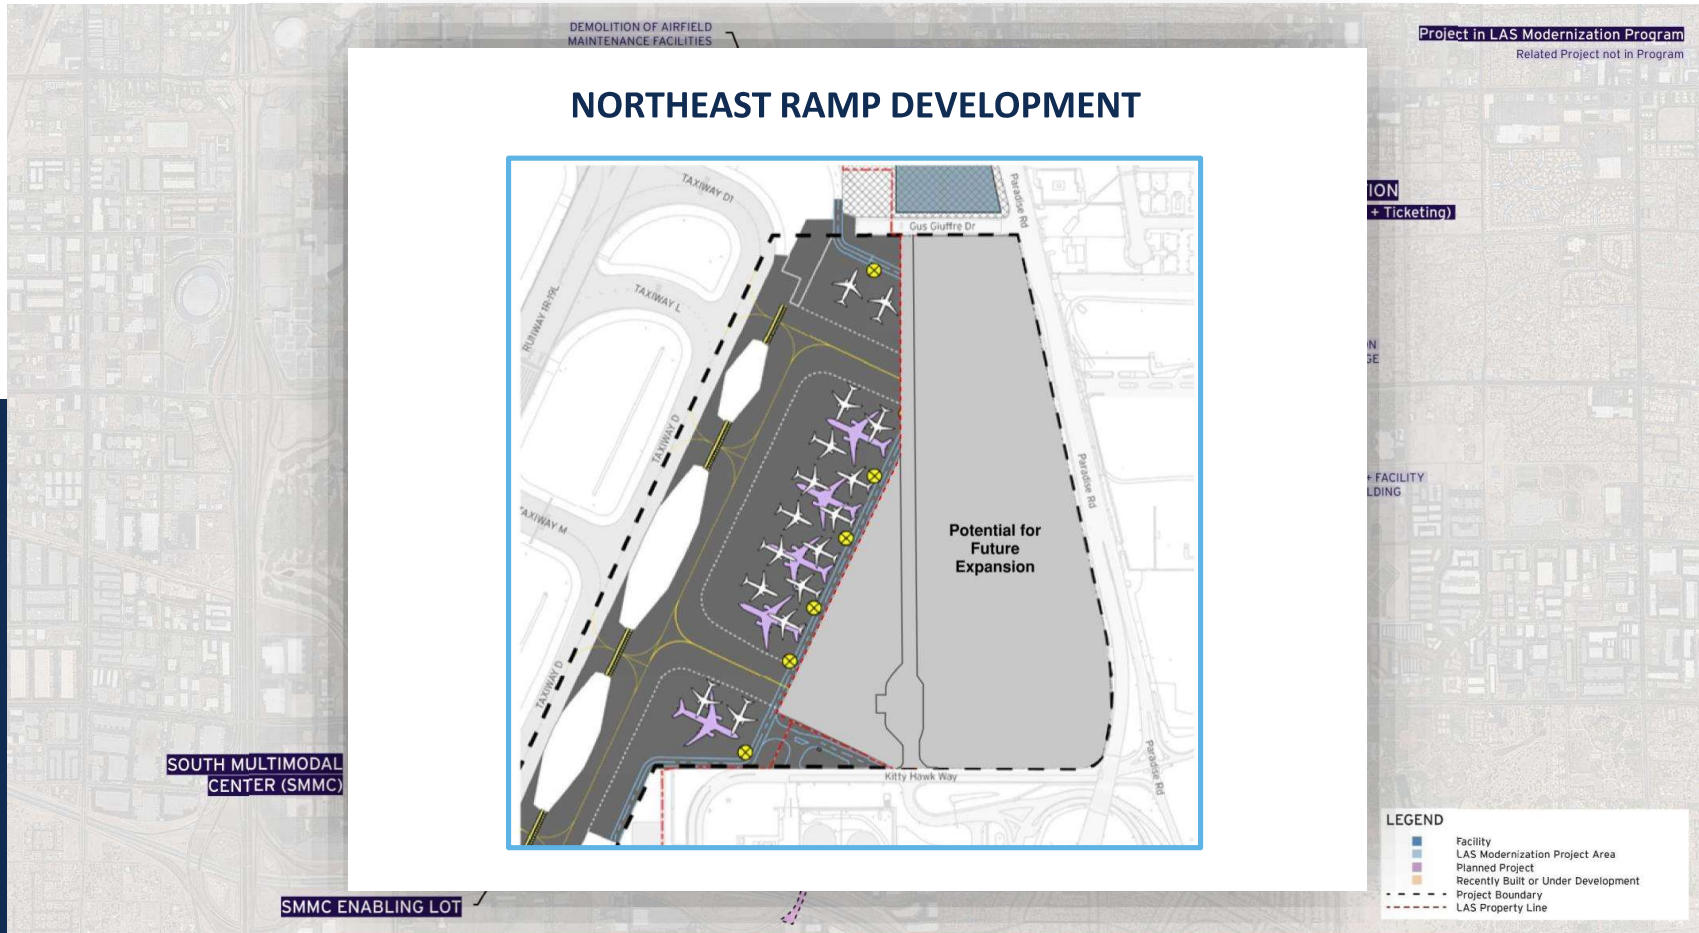 DEMOLITION OF AIRFIELD
MAINTENANCE FACILITIES
Project in LAS Modernization Program
Related Project not in Program
NORTHEAST RAMP DEVELOPMENT
TAXIWAY D1
Paradise Rd
Gus Giuffre Dr
TION
+ Ticketing)
TAXIWAY L
RUNWAY 1R-19L
ON
GE
TAXIWAY D
Paradise Rd
+ FACILITY
LDING
TAXIWAY M
Potential for
Future
Expansion
TAXIWAY D
Paradise Rd
Kitty Hawk Way
SOUTH MULTIMODAL
CENTER (SMMC)
SMMC ENABLING LOT
LEGEND
Facility
LAS Modernization Project Area
Planned Project
Recently Built or Under Development
Project Boundary
LAS Property Line